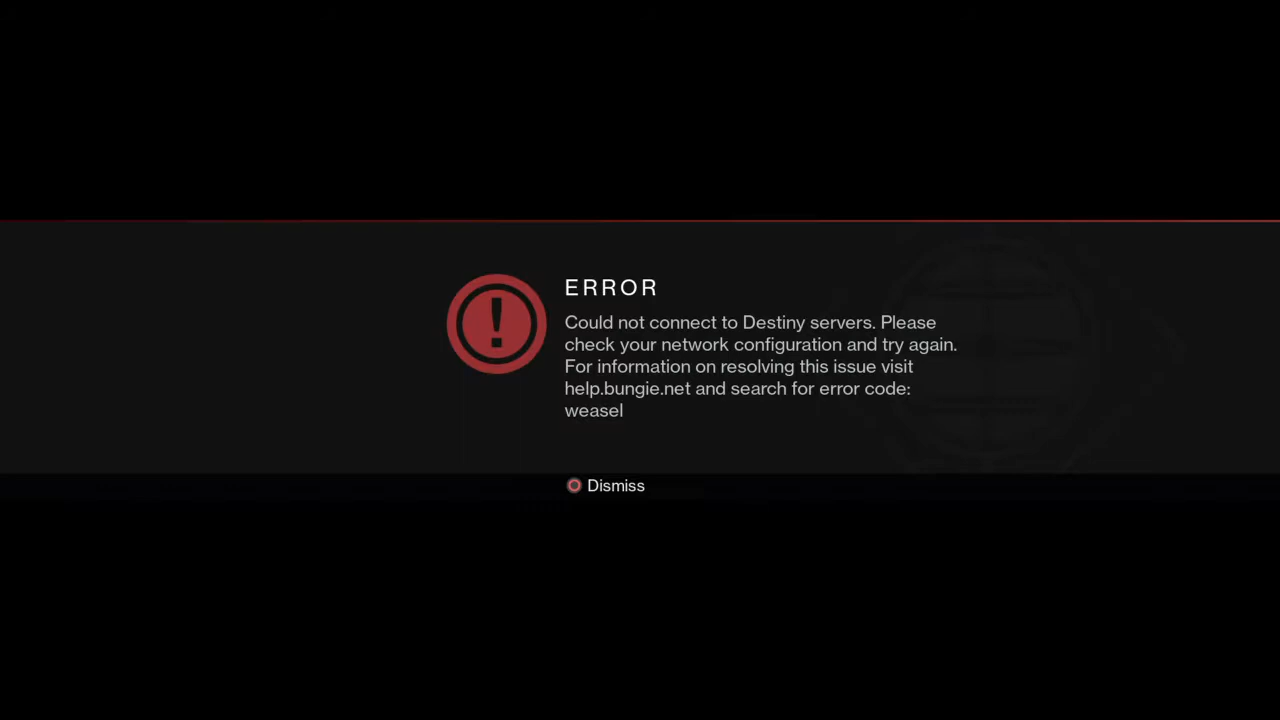 ERROR
Could not connect to Destiny servers. Please
check your network configuration and try again.
For information on resolving this issue visit
help.bungie.net and search for error code:
weasel
Dismiss